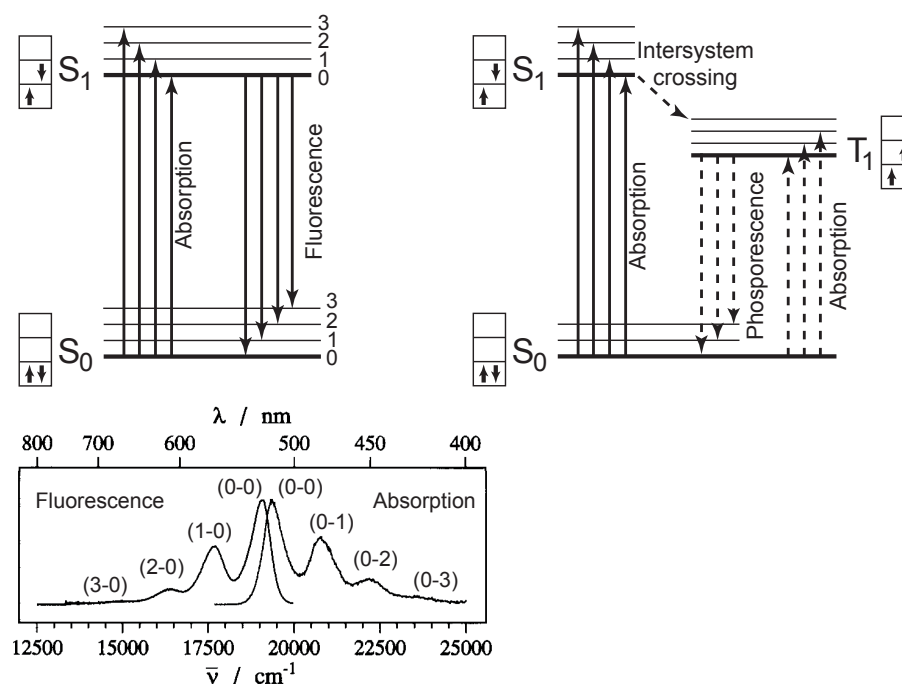 3
2
1
0
S1
Absorption
Fluorescence
3
2
1
0
S0
S1
Intersystem
crossing
T1
Absorption
Phosporescence
Absorption
S0
λ / nm
800 700 600 500 450 400
Fluorescence (0-0) (0-0) Absorption
(1-0) (0-1)
(2-0) (0-2)
(3-0) (0-3)
12500 15000 17500 20000 22500 25000
ν̅ / cm⁻¹